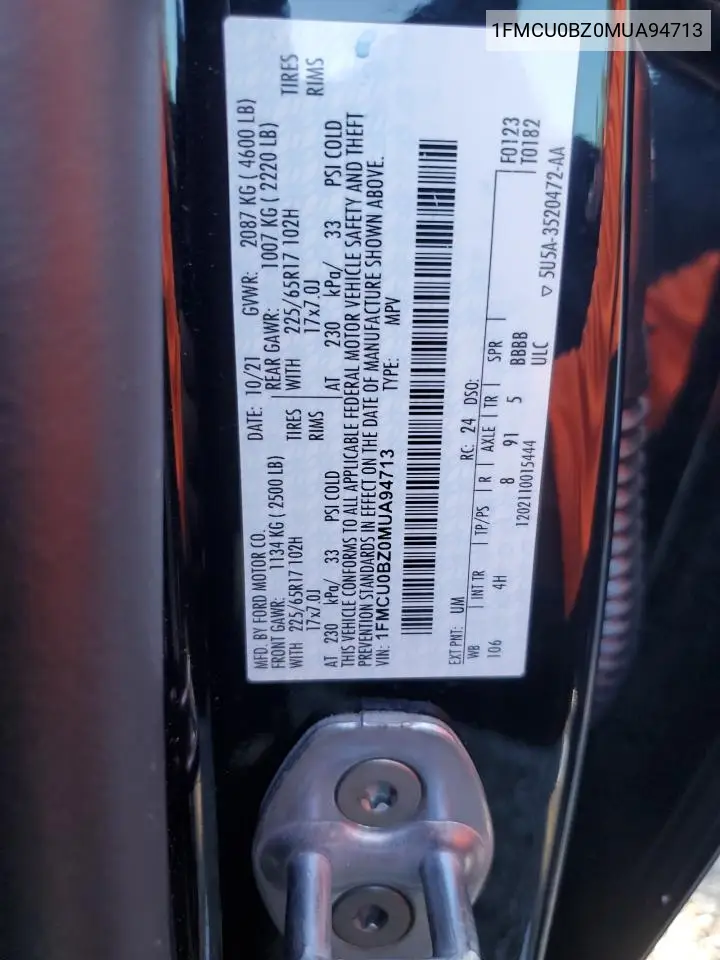 1FMCU0BZ0MUA94713
MFD. BY FORD MOTOR CO.
DATE: 10/21 GVWR: 2087 KG ( 4600 LB)
FRONT GAWR: 1134 KG ( 2500 LB) REAR GAWR: 1007 KG ( 2220 LB)
WITH 225/65R17 102H TIRES WITH 225/65R17 102H TIRES
17x7.0J RIMS 17x7.0J RIMS
AT 230 kPa/ 33 PSI COLD AT 230 kPa/ 33 PSI COLD
THIS VEHICLE CONFORMS TO ALL APPLICABLE FEDERAL MOTOR VEHICLE SAFETY AND THEFT
PREVENTION STANDARDS IN EFFECT ON THE DATE OF MANUFACTURE SHOWN ABOVE.
VIN: 1FMCU0BZ0MUA94713 TYPE: MPV
EXT PNT: UM RC: 24 DSO: F0123
T0182
WB INT TR TP/PS R AXLE TR SPR
106 4H 8 91 5 BBBB
1202110015444 ULC
5U5A-3520472-AA